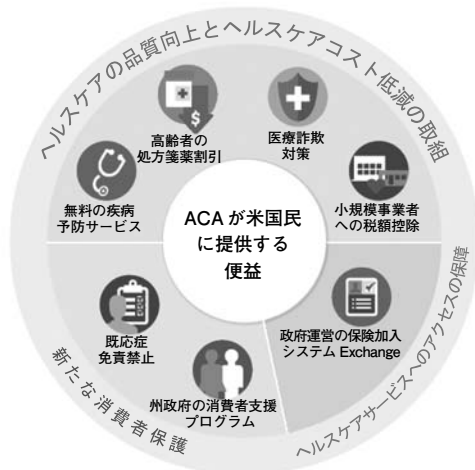 ヘルスケアの品質向上とヘルスケアコスト低減の取組
高齢者の
処方箋薬割引
医療詐欺
対策
無料の疾病
予防サービス
小規模事業者
への税額控除
ACA が米国民
に提供する
便益
既応症
免責禁止
州政府の消費者支援
プログラム
政府運営の保険加入
システム Exchange
新たな消費者保護
ヘルスケアサービスへのアクセスの保障
$